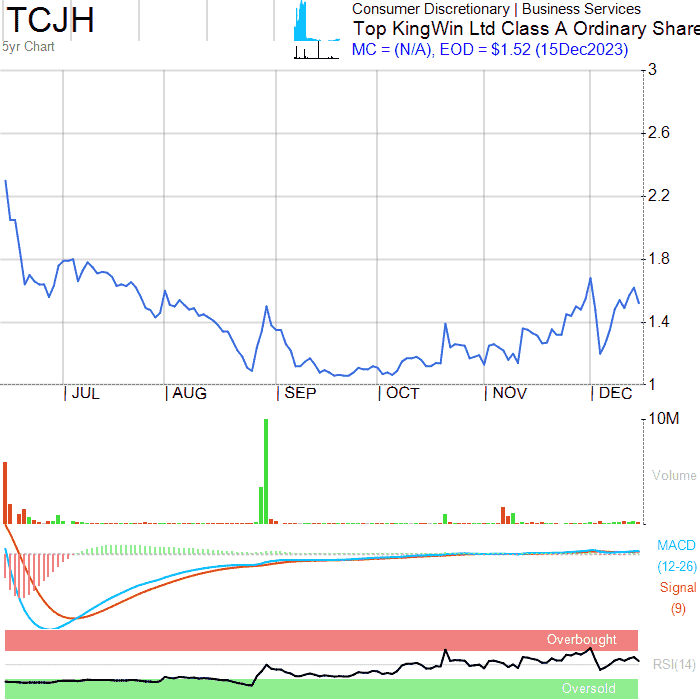 TCJH
5yr Chart
Consumer Discretionary | Business Services
Top KingWin Ltd Class A Ordinary Share
MC = (N/A), EOD = $1.52 (15Dec2023)
3
2.6
2.2
1.8
1.4
1
| JUL | AUG | SEP | OCT | NOV | DEC
10M
Volume
MACD
(12-26)
Signal
(9)
Overbought
RSI(14)
Oversold